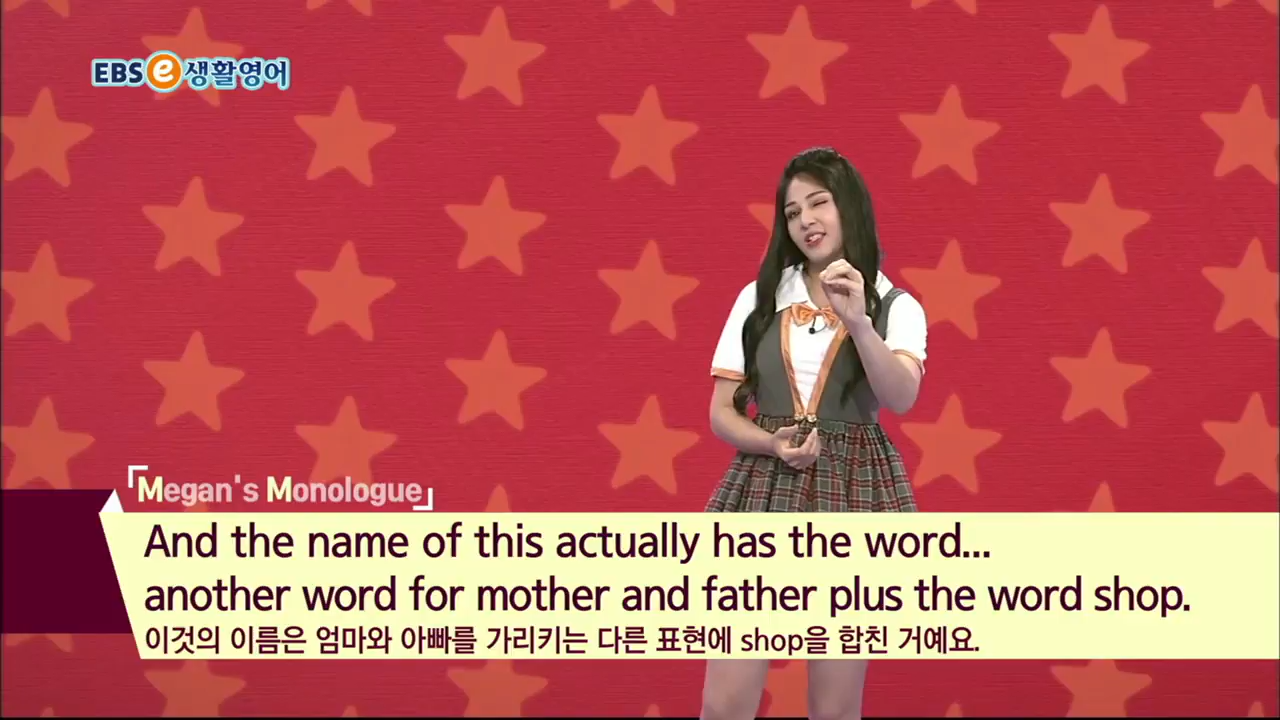 EBS e 생활영어
「Megan's Monologue」
And the name of this actually has the word...
another word for mother and father plus the word shop.
이것의 이름은 엄마와 아빠를 가리키는 다른 표현에 shop을 합친 거예요.